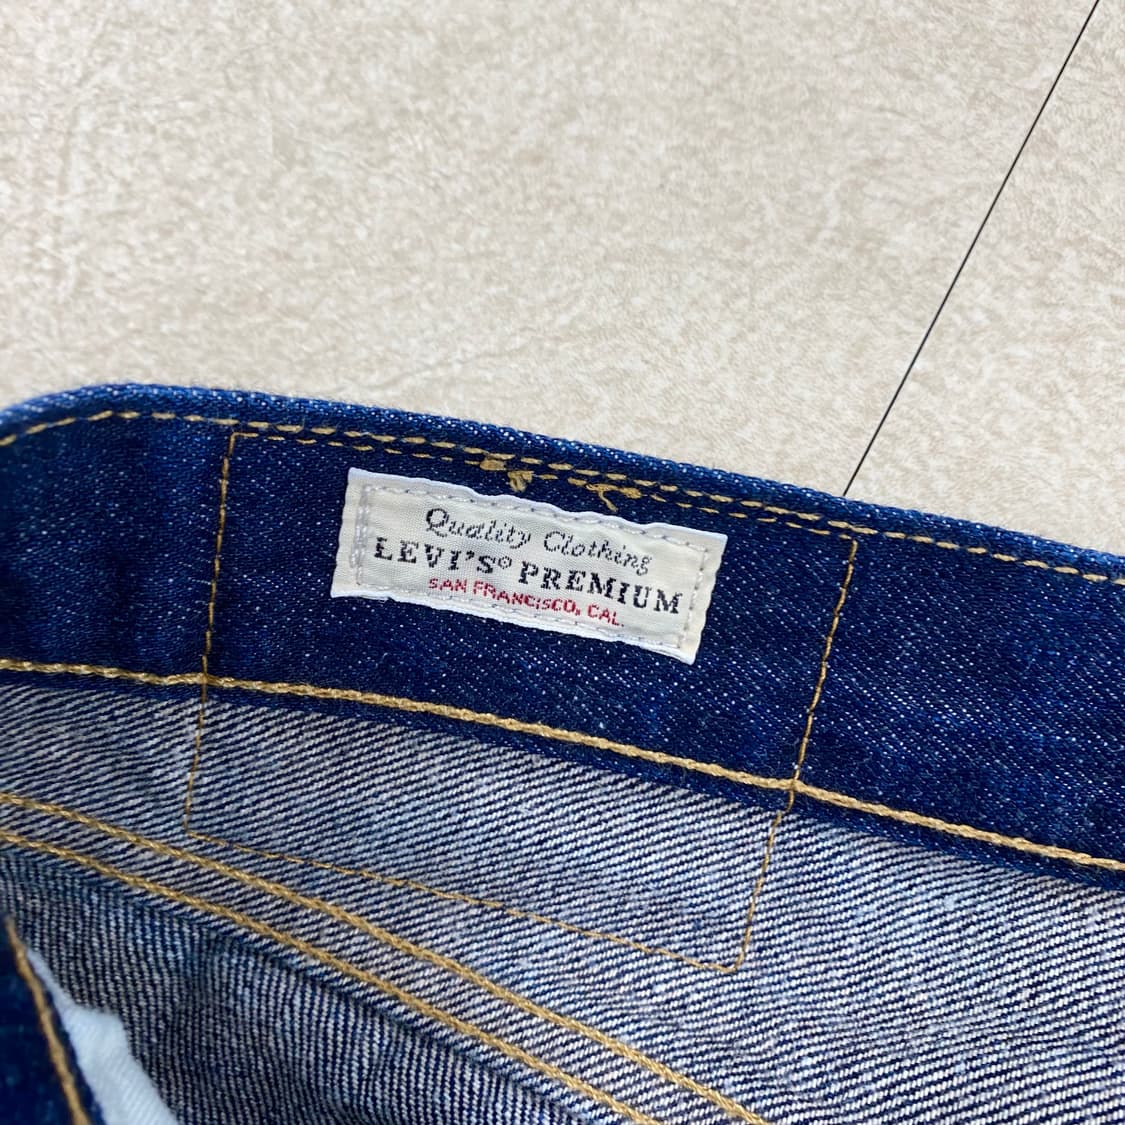 Quality Clothing
LEVI'S® PREMIUM
SAN FRANCISCO, CAL.